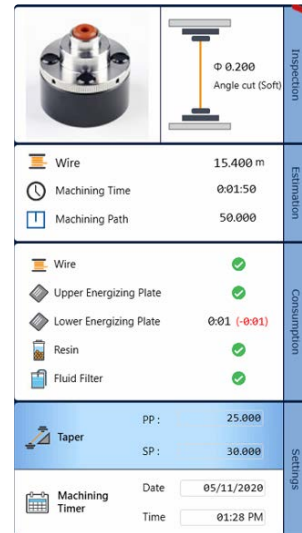 Φ 0.200
Angle cut (Soft)
Inspection
Wire 15.400 m
Machining Time 0:01:50
Machining Path 50.000
Estimation
Wire
Upper Energizing Plate
Lower Energizing Plate 0:01 (-0:01)
Resin
Fluid Filter
Consumption
Taper
PP : 25.000
SP : 30.000
Machining Timer
Date 05/11/2020
Time 01:28 PM
Settings